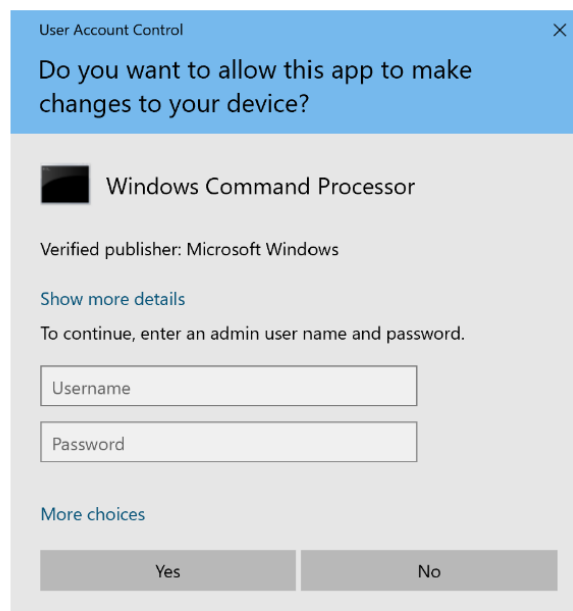 User Account Control
Do you want to allow this app to make
changes to your device?
Windows Command Processor
Verified publisher: Microsoft Windows
Show more details
To continue, enter an admin user name and password.
Username
Password
More choices
Yes
No